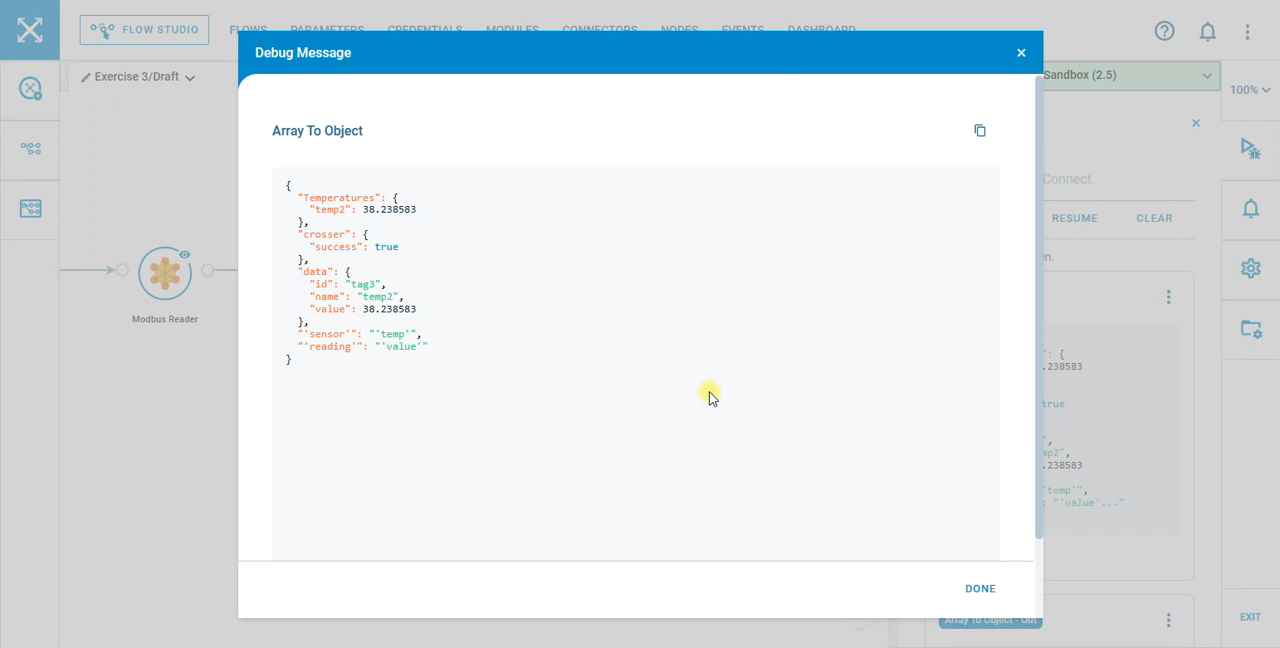 FLOW STUDIO
FLOWS PARAMETERS CREDENTIALS MODULES CONNECTORS NODES EVENTS DASHBOARD
Debug Message
Exercise 3/Draft
Sandbox (2.5)
100%
Array To Object
Connect
RESUME CLEAR
en.
{
"Temperatures": {
"temp2": 38.238583
},
"crosser": {
"success": true
},
"data": {
"id": "tag3",
"name": "temp2",
"value": 38.238583
},
"'sensor'": "'temp'",
"'reading'": "'value'"
}
Modbus Reader
": {
.238583
true
",
mp2",
.238583
'temp'",
: "'value'..."
DONE
Array To Object - Out
EXIT